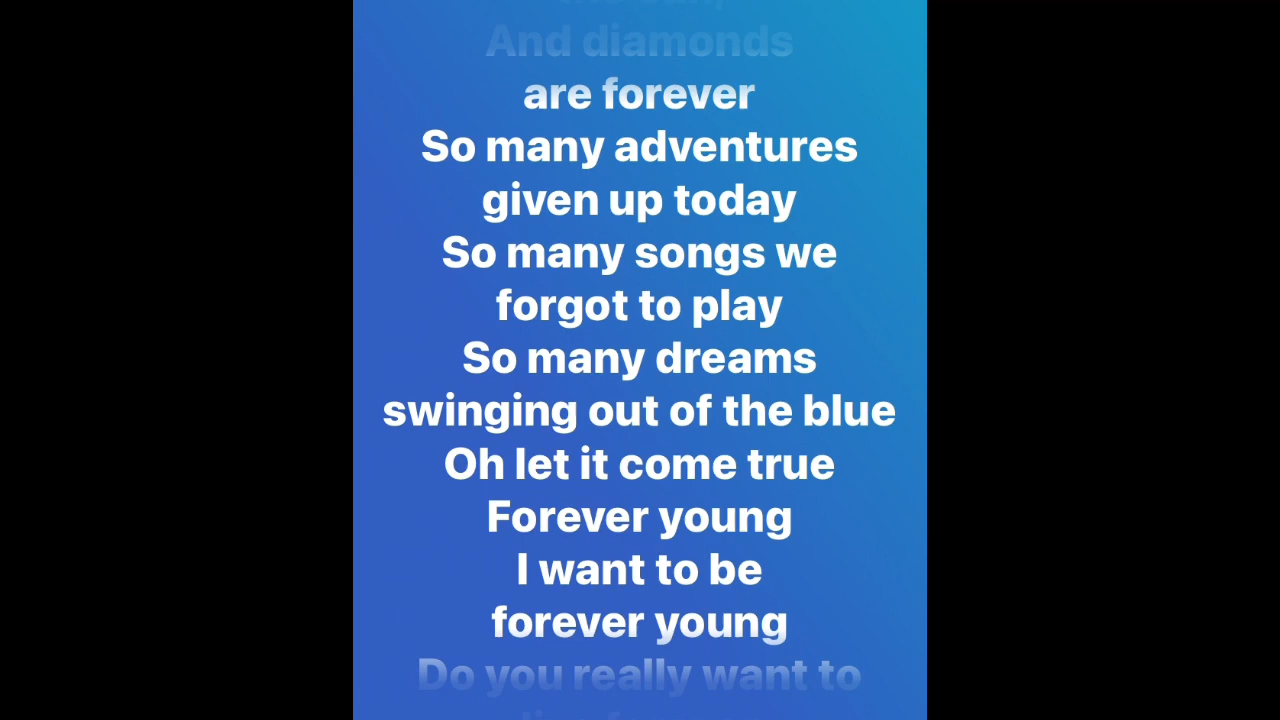 And diamonds
are forever
So many adventures
given up today
So many songs we
forgot to play
So many dreams
swinging out of the blue
Oh let it come true
Forever young
I want to be
forever young
Do you really want to